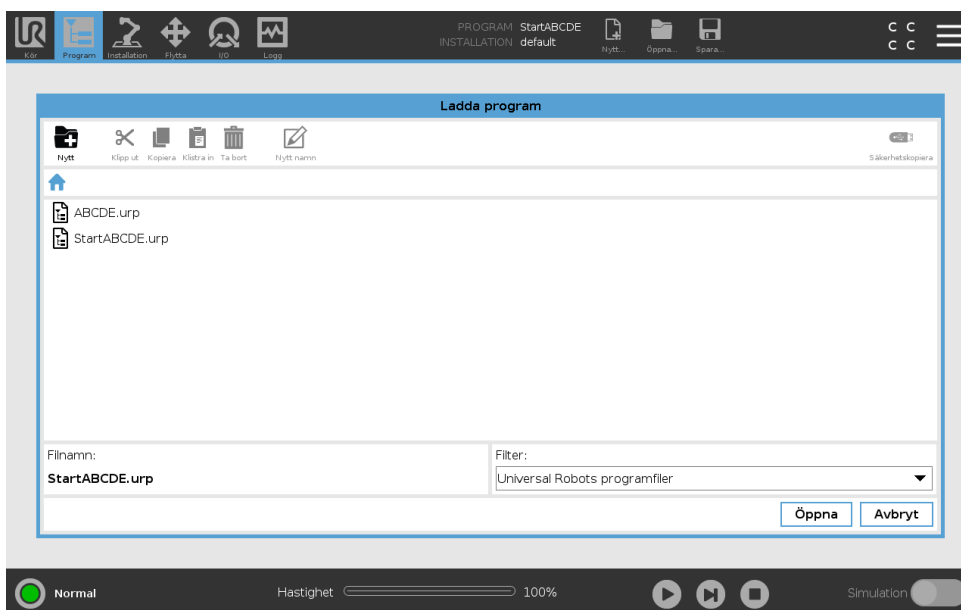 UR
PROGRAM StartABCDE
INSTALLATION default
Kör Program Installation Flytta I/O Logg Nytt... Öppna... Spara...
C C
C C
Ladda program
Nytt Klipp ut Kopiera Klistra in Ta bort Nytt namn Säkerhetskopiera
ABCDE.urp
StartABCDE.urp
Filnamn: Filter:
StartABCDE.urp Universal Robots programfiler
Öppna Avbryt
Normal Hastighet 100% Simulation